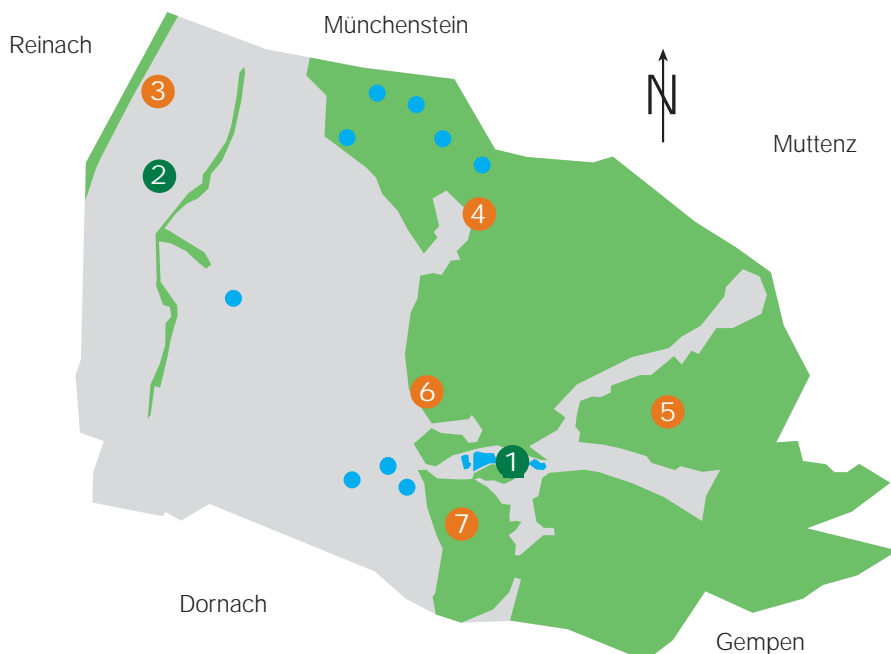 Münchenstein
Reinach
N
3
Muttenz
2
4
6
5
1
7
Dornach
Gempen